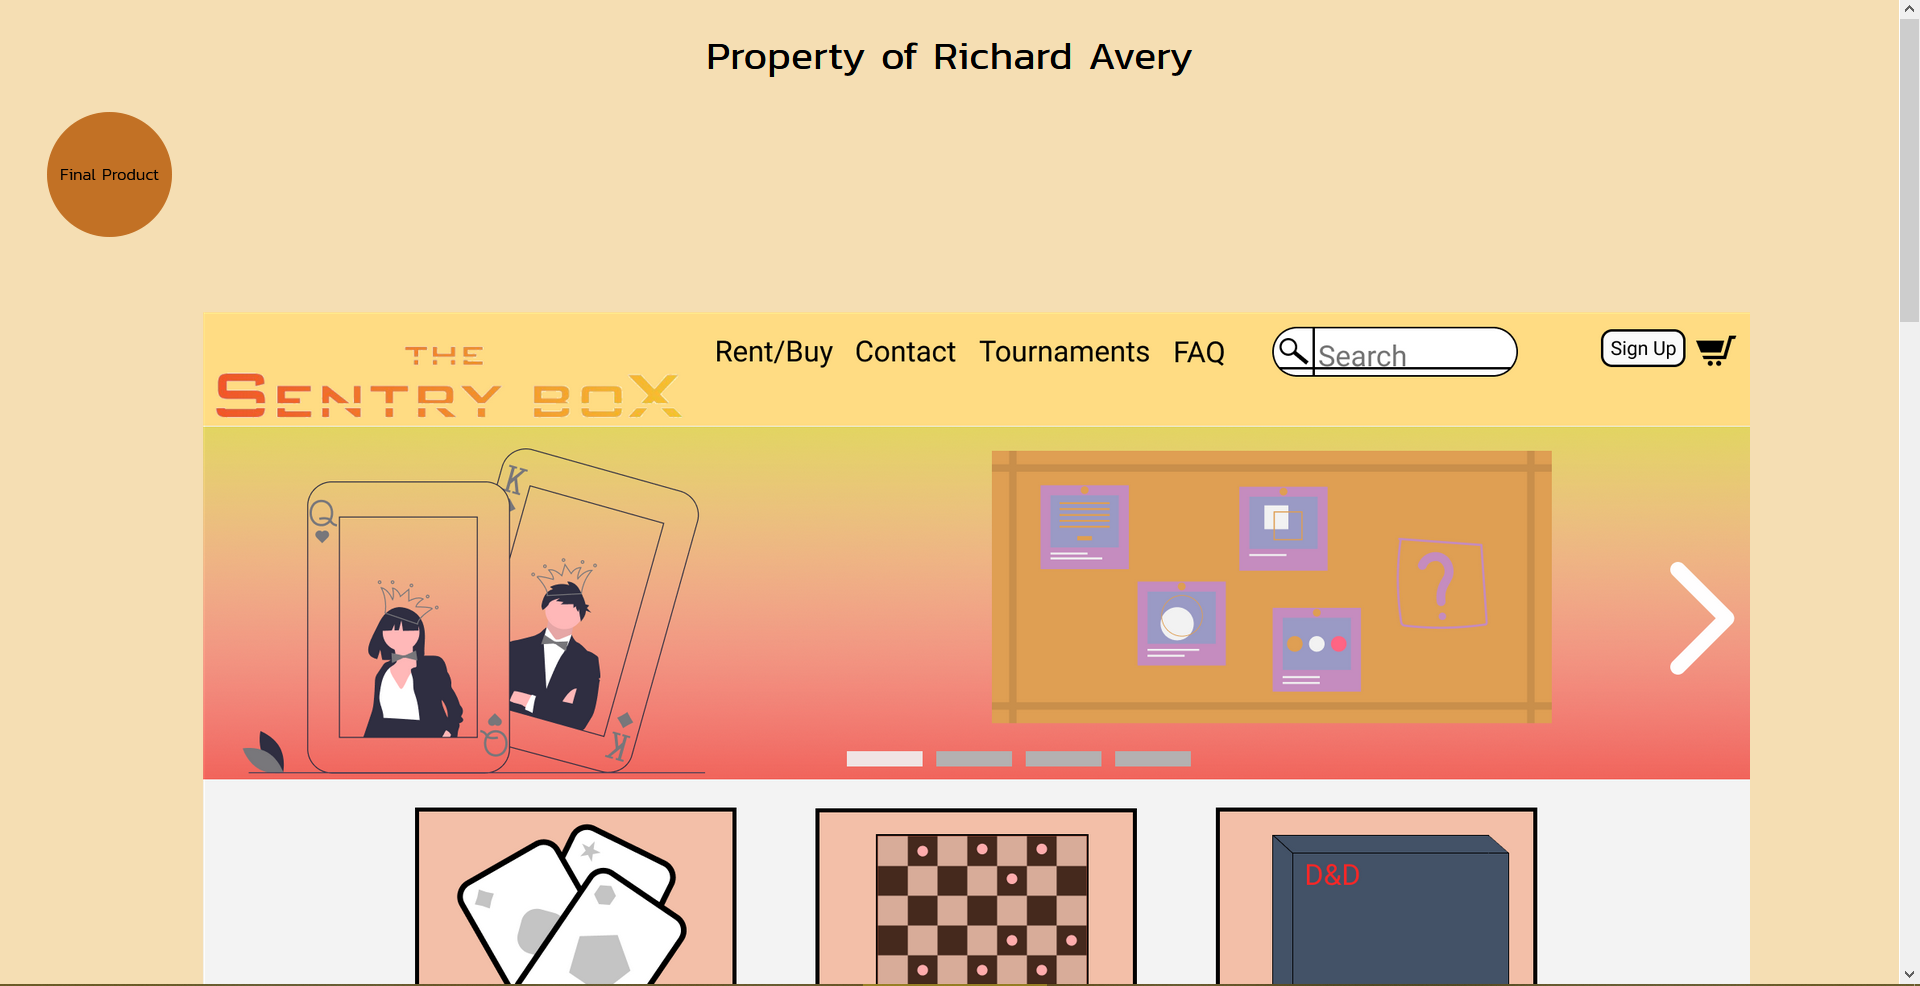 Property of Richard Avery
Final Product
THE
SENTRY BOX
Rent/Buy Contact Tournaments FAQ
Search
Sign Up
K
Q
?
Q
K
D&D